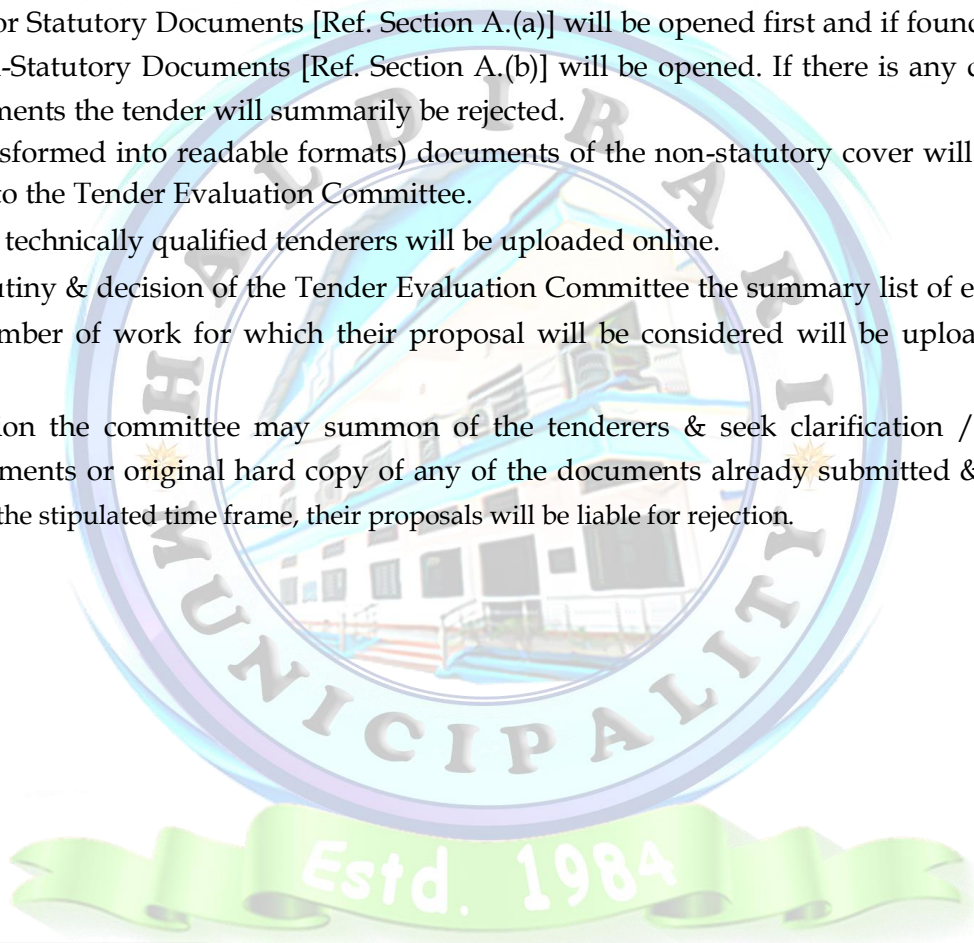 or Statutory Documents [Ref. Section A.(a)] will be opened first and if found
-Statutory Documents [Ref. Section A.(b)] will be opened. If there is any
ments the tender will summarily be rejected.
sformed into readable formats) documents of the non-statutory cover will
to the Tender Evaluation Committee.
technically qualified tenderers will be uploaded online.
utiny & decision of the Tender Evaluation Committee the summary list of e
mber of work for which their proposal will be considered will be uploa
ion the committee may summon of the tenderers & seek clarification /
ments or original hard copy of any of the documents already submitted &
the stipulated time frame, their proposals will be liable for rejection.
HALDIBARI
MUNICIPALITY
Estd. 1984